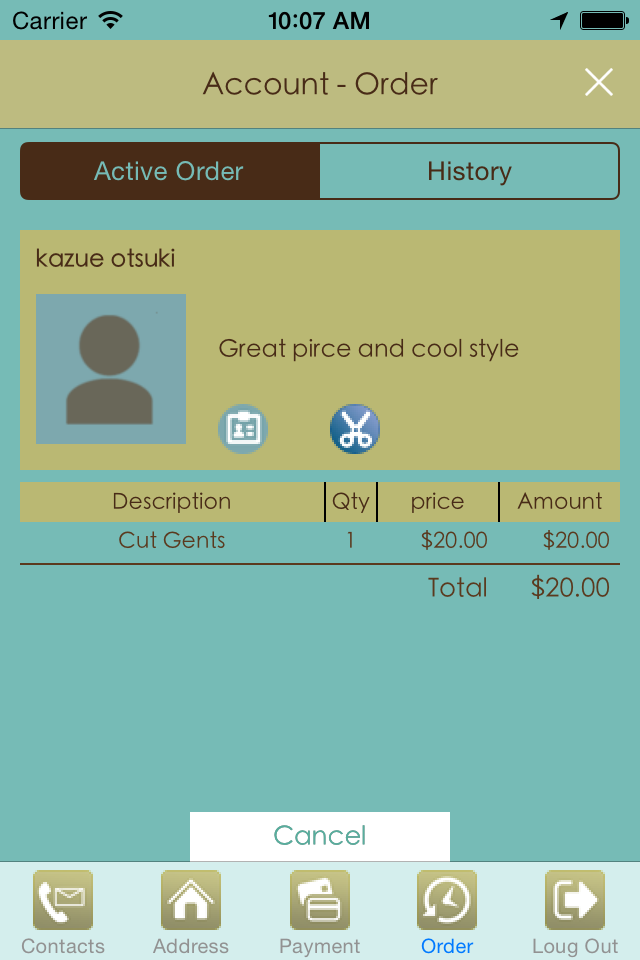 Carrier 10:07 AM
Account - Order
Active Order History
kazue otsuki
Great pirce and cool style
Description Qty price Amount
Cut Gents 1 $20.00 $20.00
Total $20.00
Cancel
Contacts Address Payment Order Loug Out